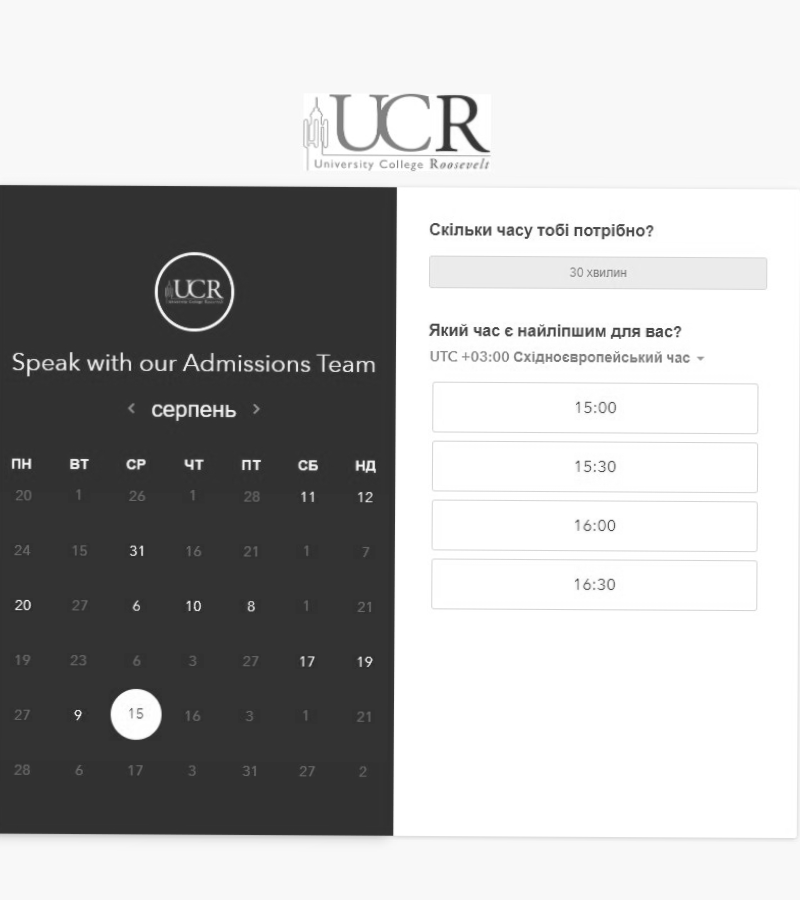 UCR
University College Roosevelt
UCR
University College Roosevelt
Speak with our Admissions Team
серпень
ПН ВТ СР ЧТ ПТ СБ НД
20 1 26 1 28 11 12
24 15 31 16 21 1 7
20 27 6 10 8 1 21
19 23 6 3 27 17 19
27 9 15 16 3 1 21
28 6 17 3 31 27 2
Скільки часу тобі потрібно?
30 хвилин
Який час є найліпшим для вас?
UTC +03:00 Східноєвропейський час
15:00
15:30
16:00
16:30